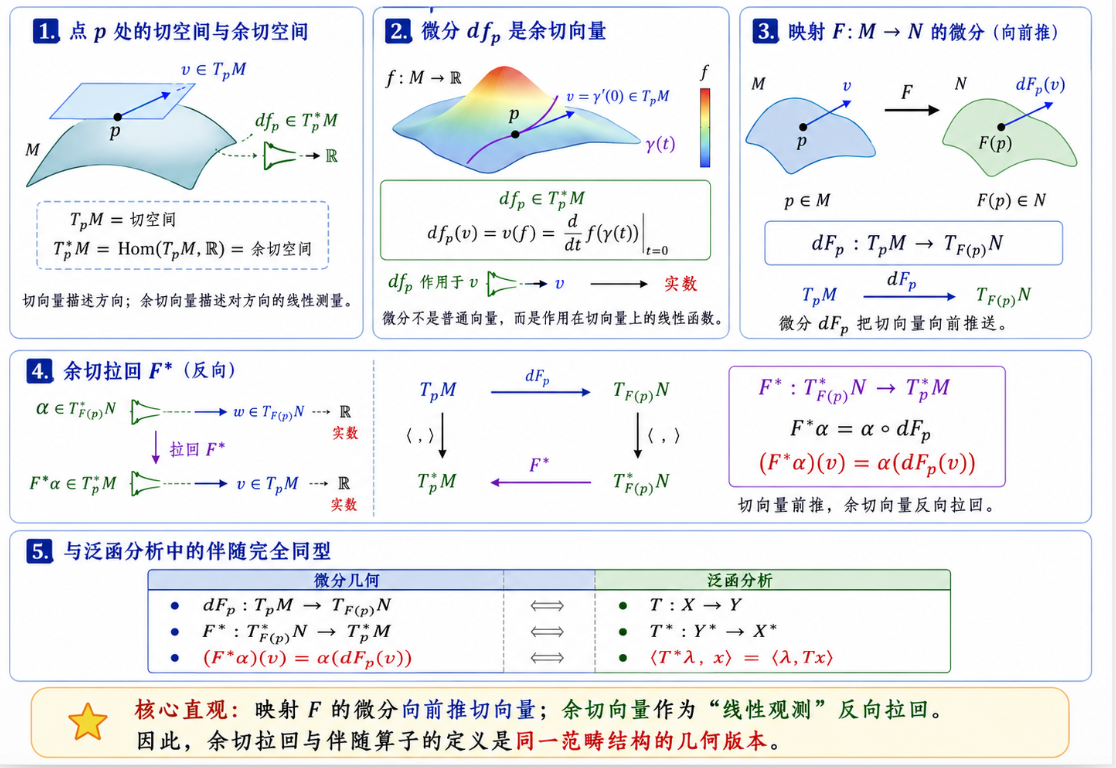 1. 点 p 处的切空间与余切空间
v ∈ T_pM
p
df_p ∈ T_p^*M
M
ℝ
T_pM = 切空间
T_p^*M = Hom(T_pM, ℝ) = 余切空间
切向量描述方向；余切向量描述对方向的线性测量。
2. 微分 df_p 是余切向量
f : M → ℝ
f
v = γ′(0) ∈ T_pM
p
γ(t)
df_p ∈ T_p^*M
df_p(v) = v(f) = d/dt f(γ(t))|_{t=0}
df_p 作用于 v → v → 实数
微分不是普通向量，而是作用在切向量上的线性函数。
3. 映射 F: M → N 的微分（向前推）
M v F N dF_p(v)
p F(p)
p ∈ M F(p) ∈ N
dF_p : T_pM → T_{F(p)}N
dF_p
T_pM → T_{F(p)}N
微分 dF_p 把切向量向前推送。
4. 余切拉回 F*（反向）
α ∈ T_{F(p)}^*N → w ∈ T_{F(p)}N ⇢ ℝ
实数
拉回 F*
F*α ∈ T_p^*M → v ∈ T_pM ⇢ ℝ
实数
dF_p
T_pM → T_{F(p)}N
⟨ , ⟩ ↓ ↓ ⟨ , ⟩
F*
T_p^*M ← T_{F(p)}^*N
F* : T_{F(p)}^*N → T_p^*M
F*α = α ∘ dF_p
(F*α)(v) = α(dF_p(v))
切向量前推，余切向量反向拉回。
5. 与泛函分析中的伴随完全同型
微分几何 ⟺ 泛函分析
• dF_p : T_pM → T_{F(p)}N ⟺ • T : X → Y
• F* : T_{F(p)}^*N → T_p^*M ⟺ • T* : Y* → X*
• (F*α)(v) = α(dF_p(v)) ⟺ • ⟨T*λ, x⟩ = ⟨λ, Tx⟩
核心直观：映射 F 的微分向前推切向量；余切向量作为“线性观测”反向拉回。
因此，余切拉回与伴随算子的定义是同一范畴结构的几何版本。